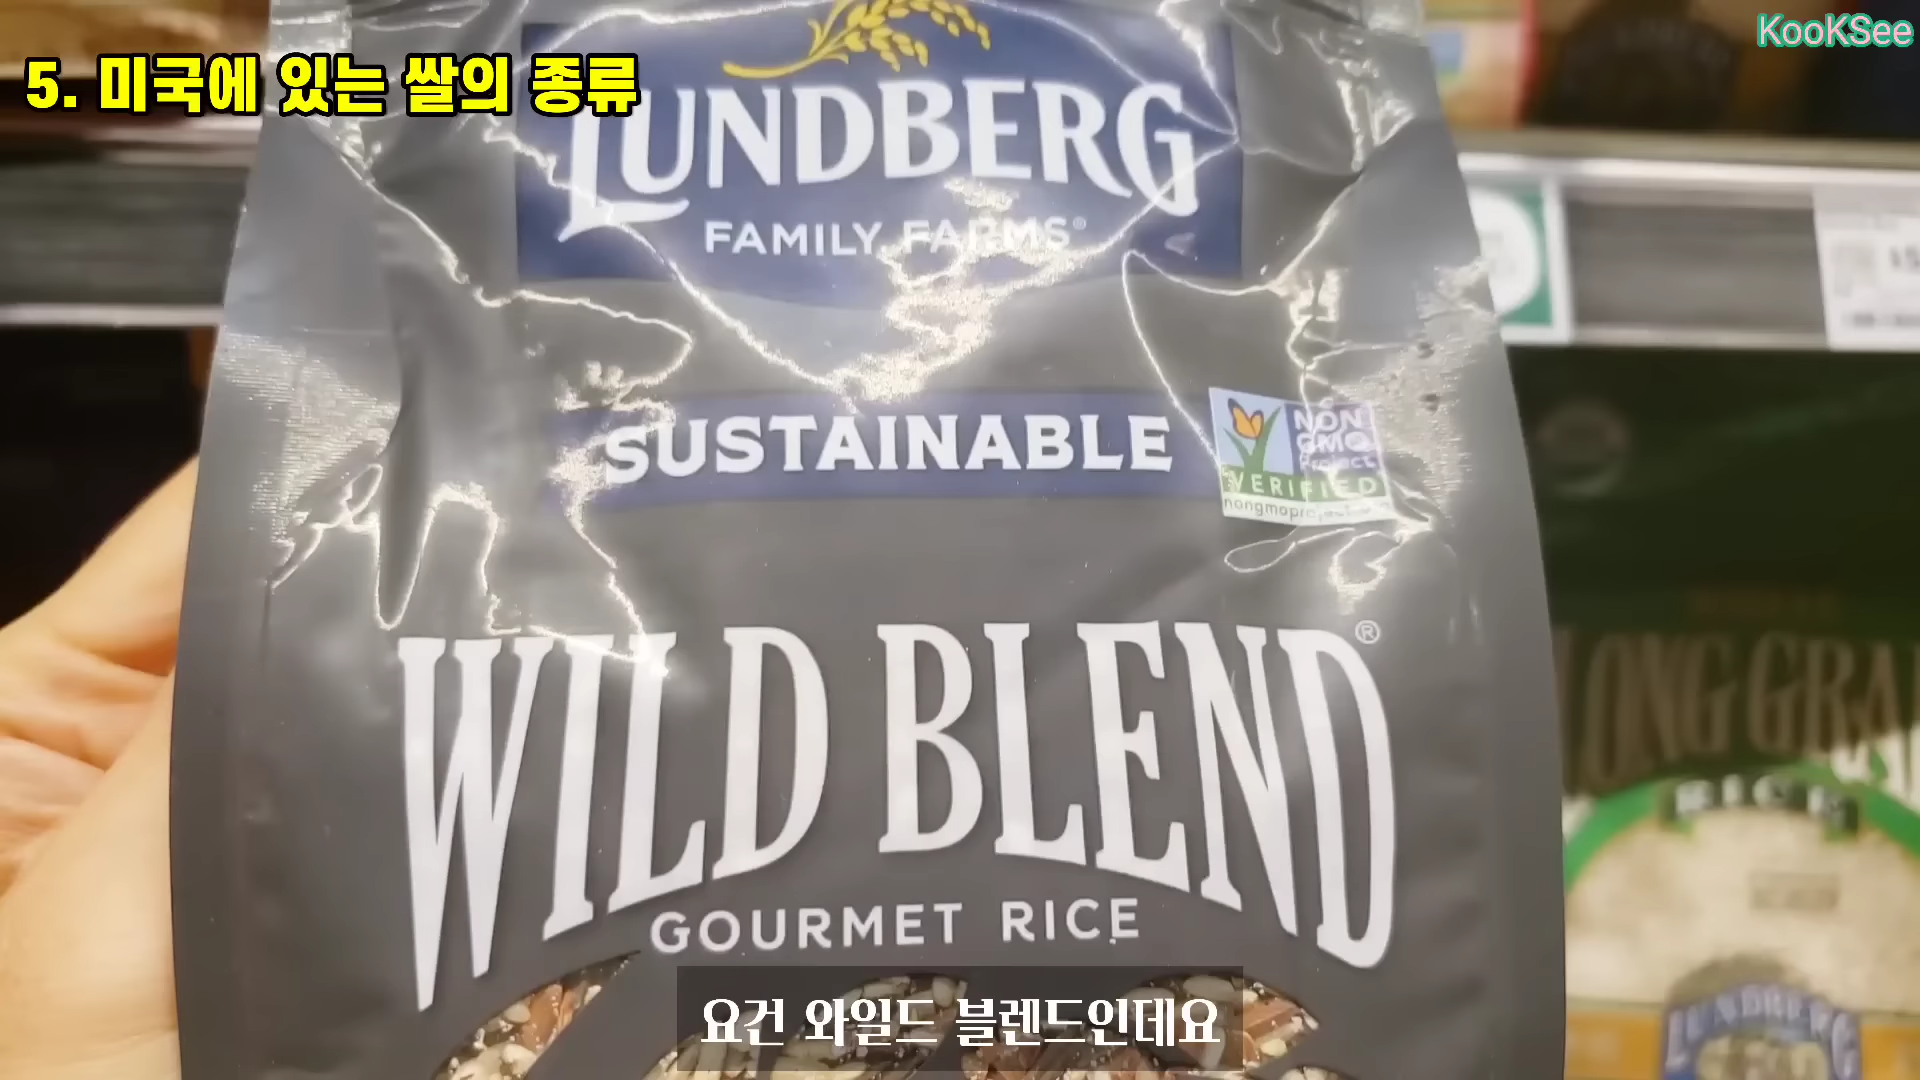 KooKSee
5. 미국에 있는 쌀의 종류
LUNDBERG
FAMILY FARMS®
SUSTAINABLE
NON
GMO
Project
VERIFIED
WILD BLEND®
GOURMET RICE
LONG GRA
RICE
LUNDBERG
요건 와일드 블렌드인데요